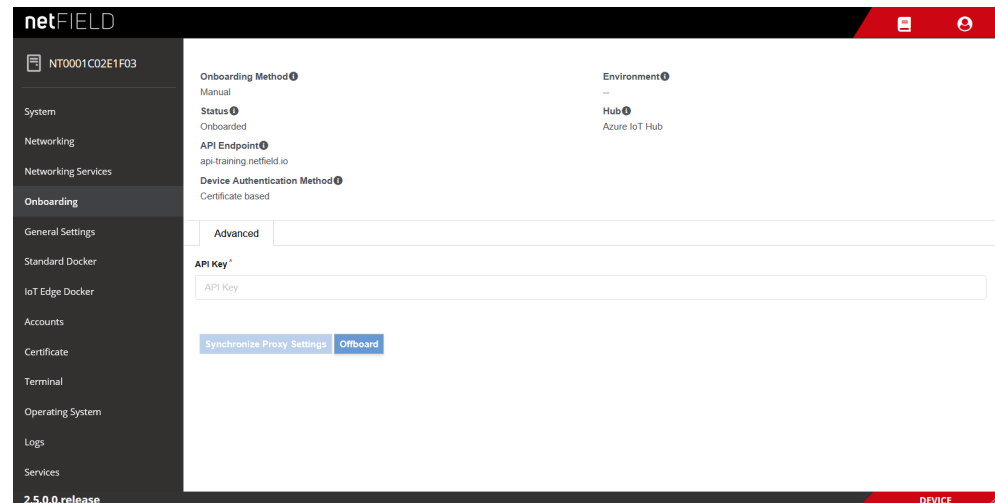 netFIELD
NT0001C02E1F03
System
Networking
Networking Services
Onboarding
General Settings
Standard Docker
IoT Edge Docker
Accounts
Certificate
Terminal
Operating System
Logs
Services
2.5.0.0.release
Onboarding Method
Manual
Status
Onboarded
API Endpoint
api-training.netfield.io
Device Authentication Method
Certificate based
Environment
--
Hub
Azure IoT Hub
Advanced
API Key *
API Key
Synchronize Proxy Settings Offboard
DEVICE